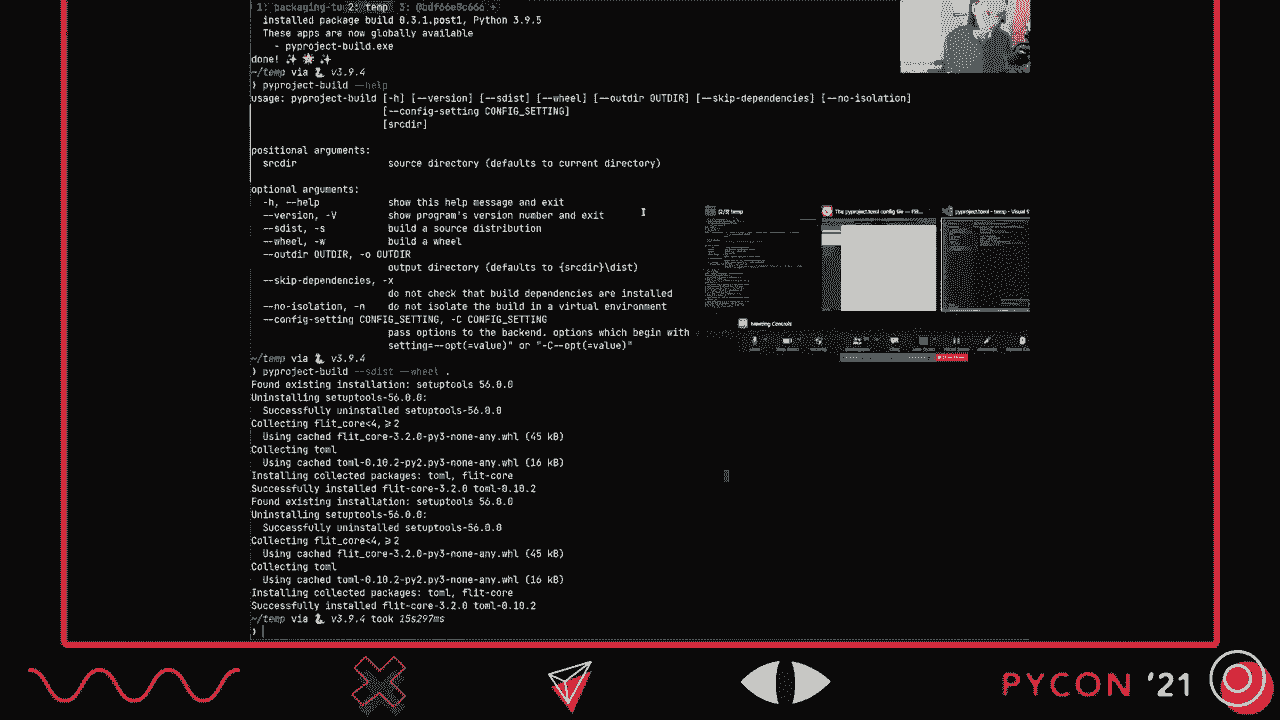 1: packaging-tu 2: temp 3: @bdf66e0c666 +
installed package build 0.3.1.post1, Python 3.9.5
These apps are now globally available
- pyproject-build.exe
done! ✨ 🌟 ✨
~/temp via 🐍 v3.9.4
❯ pyproject-build --help
usage: pyproject-build [-h] [--version] [--sdist] [--wheel] [--outdir OUTDIR] [--skip-dependencies] [--no-isolation]
[--config-setting CONFIG_SETTING]
[srcdir]
positional arguments:
srcdir source directory (defaults to current directory)
optional arguments:
-h, --help show this help message and exit
--version, -V show program's version number and exit
--sdist, -s build a source distribution
--wheel, -w build a wheel
--outdir OUTDIR, -o OUTDIR
output directory (defaults to {srcdir}\dist)
--skip-dependencies, -x
do not check that build dependencies are installed
--no-isolation, -n do not isolate the build in a virtual environment
--config-setting CONFIG_SETTING, -C CONFIG_SETTING
pass options to the backend. options which begin with
setting=--opt(=value)" or "-C--opt(=value)"
~/temp via 🐍 v3.9.4
❯ pyproject-build --sdist --wheel .
Found existing installation: setuptools 56.0.0
Uninstalling setuptools-56.0.0:
Successfully uninstalled setuptools-56.0.0
Collecting flit_core<4,>=2
Using cached flit_core-3.2.0-py3-none-any.whl (45 kB)
Collecting toml
Using cached toml-0.10.2-py2.py3-none-any.whl (16 kB)
Installing collected packages: toml, flit-core
Successfully installed flit-core-3.2.0 toml-0.10.2
Found existing installation: setuptools 56.0.0
Uninstalling setuptools-56.0.0:
Successfully uninstalled setuptools-56.0.0
Collecting flit_core<4,>=2
Using cached flit_core-3.2.0-py3-none-any.whl (45 kB)
Collecting toml
Using cached toml-0.10.2-py2.py3-none-any.whl (16 kB)
Installing collected packages: toml, flit-core
Successfully installed flit-core-3.2.0 toml-0.10.2
~/temp via 🐍 v3.9.4 took 15s297ms
❯
(2/3) temp
The pyproject.toml config file — Flit...
pyproject.toml - temp - Visual S
Meeting Controls
PYCON '21